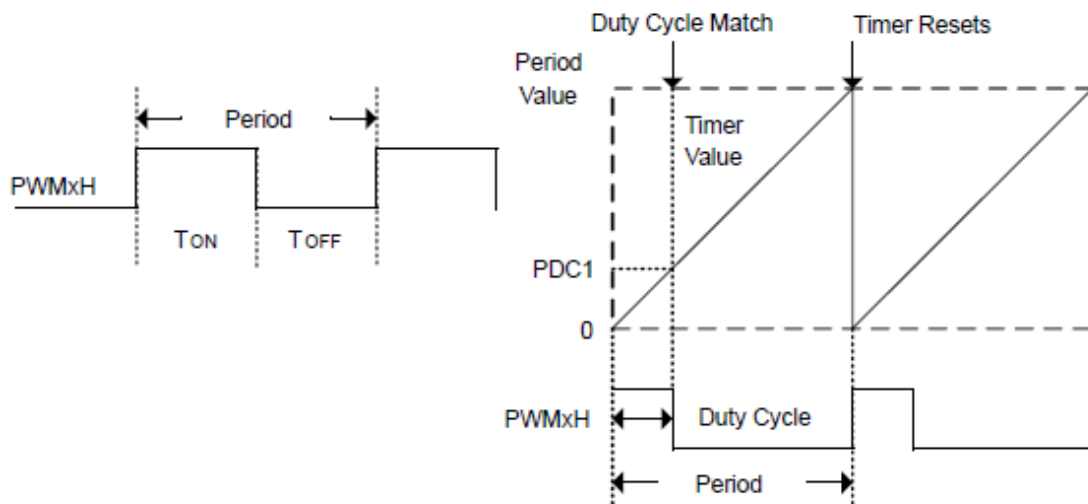 Period
PWMxH
TON
TOFF
Duty Cycle Match
Timer Resets
Period
Value
Timer
Value
PDC1
0
PWMxH
Duty Cycle
Period